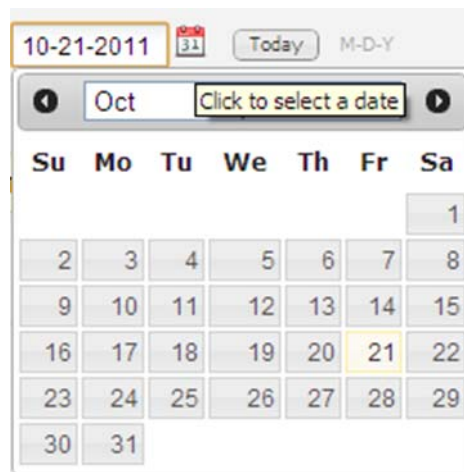 10-21-2011 31 Today M-D-Y
Oct Click to select a date
Su Mo Tu We Th Fr Sa
1
2 3 4 5 6 7 8
9 10 11 12 13 14 15
16 17 18 19 20 21 22
23 24 25 26 27 28 29
30 31